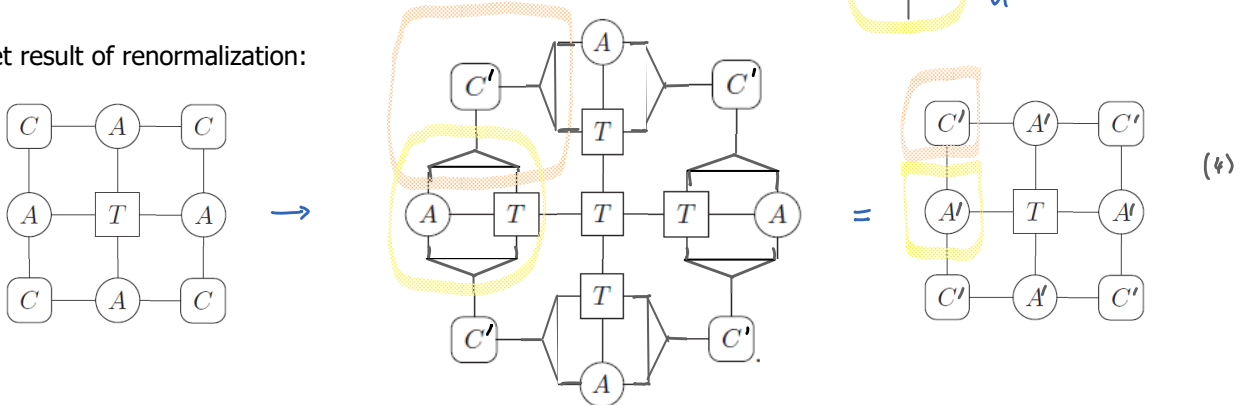 et result of renormalization:
C A C
A T A
C A C
→
A
C' C'
T
A T T T A
T
C' C'.
A
=
C' A' C'
A' T A'
C' A' C'
(4)